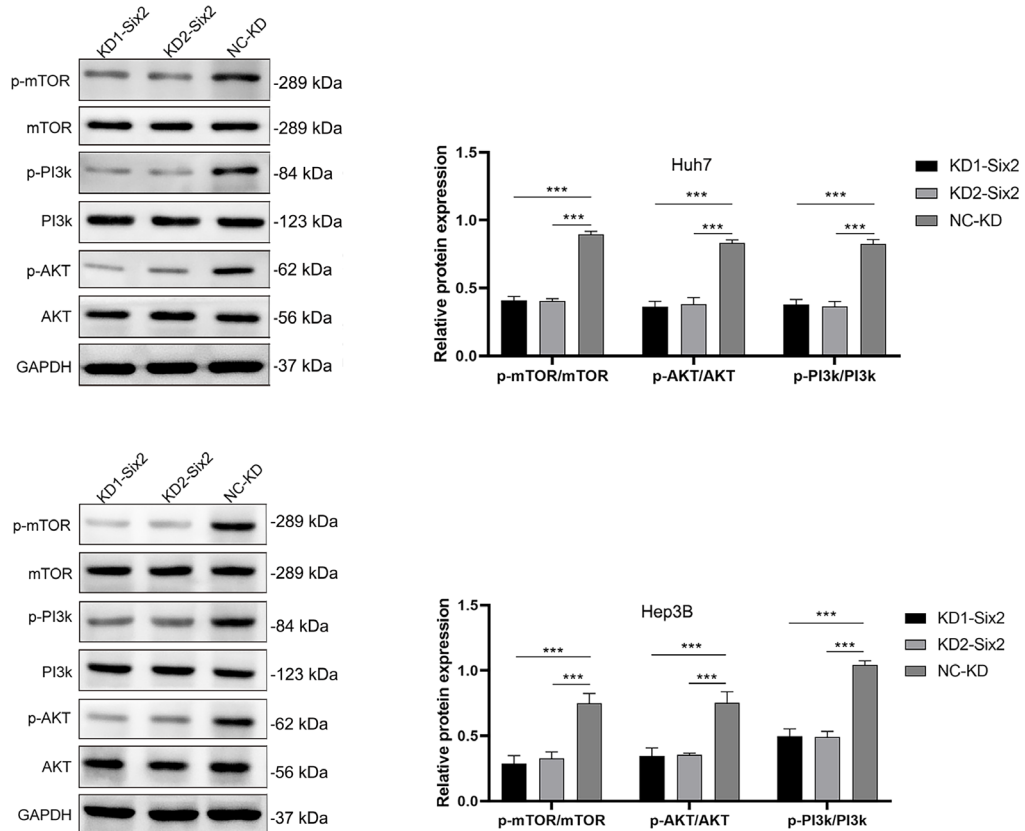 KD1-Six2 KD2-Six2 NC-KD
p-mTOR -289 kDa
mTOR -289 kDa
p-PI3k -84 kDa
PI3k -123 kDa
p-AKT -62 kDa
AKT -56 kDa
GAPDH -37 kDa
Huh7
Relative protein expression
1.5
1.0
0.5
0.0
*** *** ***
*** *** ***
p-mTOR/mTOR p-AKT/AKT p-PI3k/PI3k
KD1-Six2
KD2-Six2
NC-KD
KD1-Six2 KD2-Six2 NC-KD
p-mTOR -289 kDa
mTOR -289 kDa
p-PI3k -84 kDa
PI3k -123 kDa
p-AKT -62 kDa
AKT -56 kDa
GAPDH -37 kDa
Hep3B
Relative protein expression
1.5
1.0
0.5
0.0
*** *** ***
*** *** ***
p-mTOR/mTOR p-AKT/AKT p-PI3k/PI3k
KD1-Six2
KD2-Six2
NC-KD